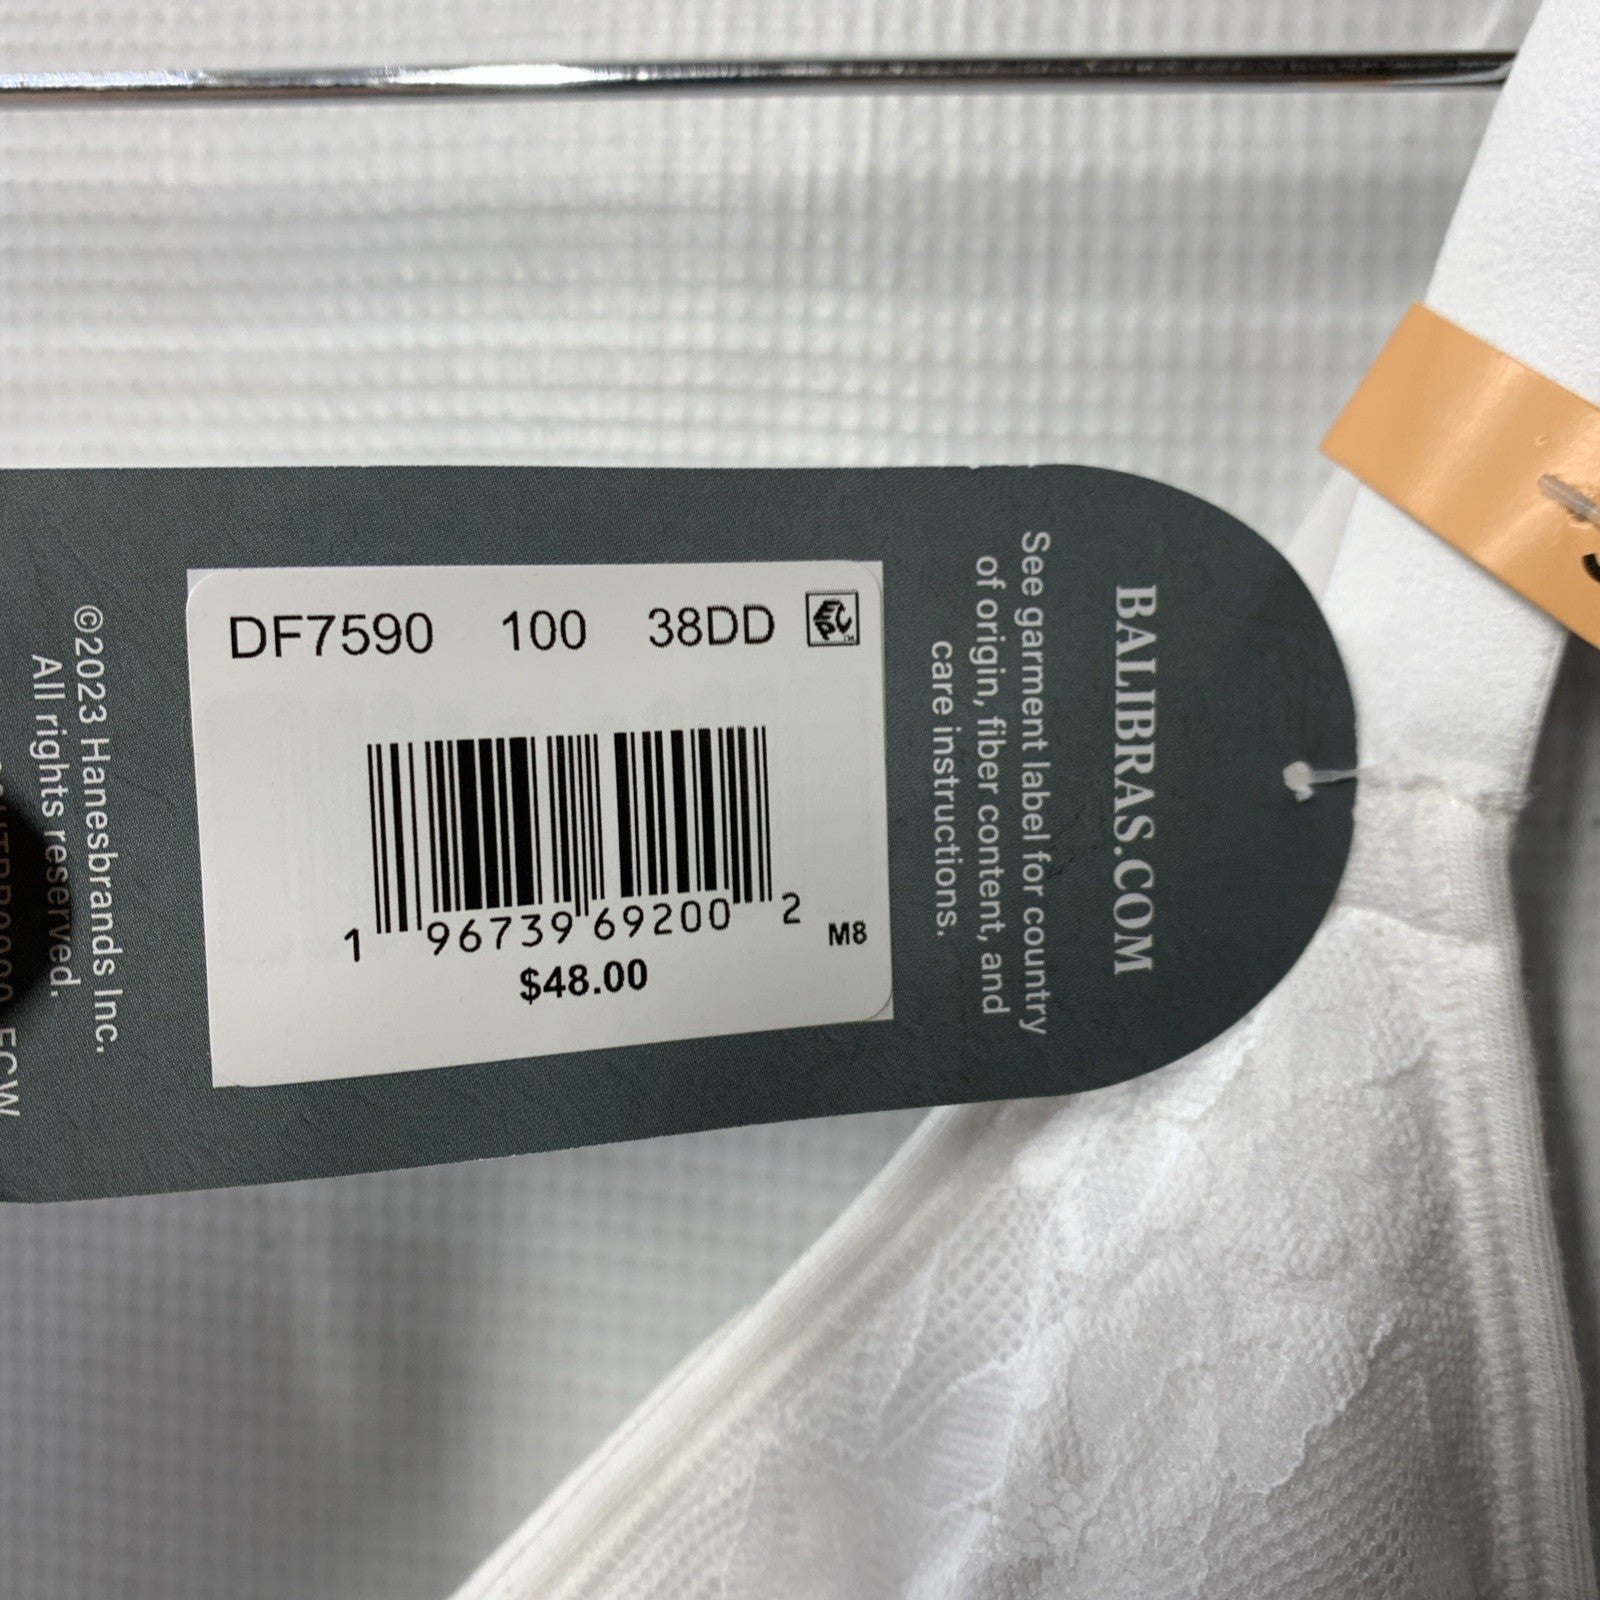 DF7590 100 38DD
1 96739 69200 2 M8
$48.00
See garment label for country
of origin, fiber content, and
care instructions.
BALIBRAS.COM
©2023 Hanesbrands Inc.
All rights reserved.